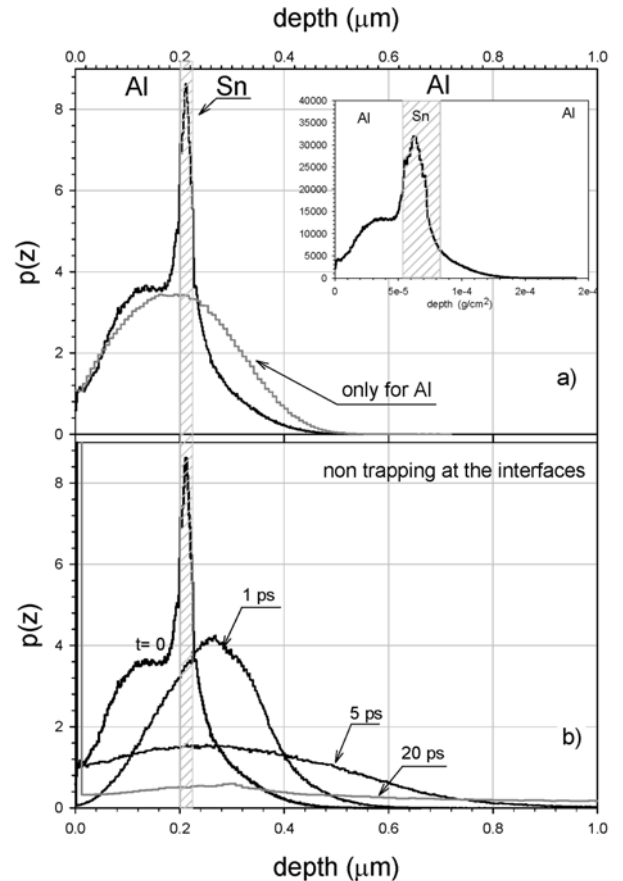 depth (μm)
0.0 0.2 0.4 0.6 0.8 1.0
Al Sn Al
8
6
4
2
0
p(z)
40000
35000
30000
25000
20000
15000
10000
5000
0
Al Sn Al
0 5e-5 1e-4 2e-4 2e-4
depth (g/cm2)
only for Al
a)
non trapping at the interfaces
8
6
4
2
0
p(z)
t= 0
1 ps
5 ps
20 ps
b)
0.0 0.2 0.4 0.6 0.8 1.0
depth (μm)